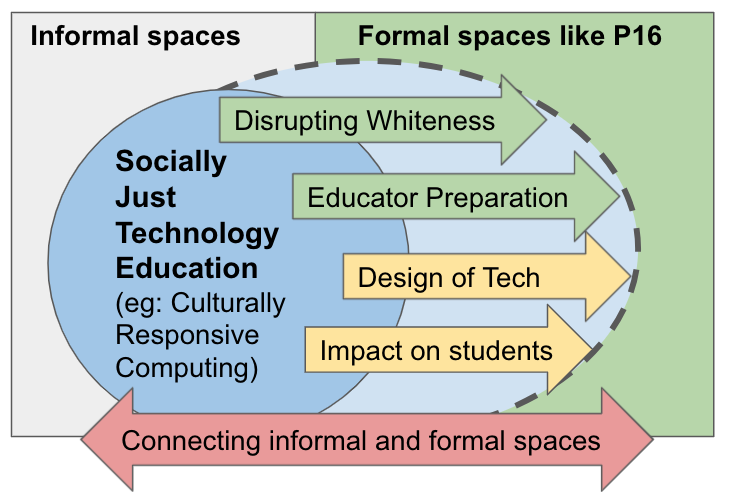 Informal spaces
Formal spaces like P16
Disrupting Whiteness
Socially
Just
Technology
Education
(eg: Culturally
Responsive
Computing)
Educator Preparation
Design of Tech
Impact on students
Connecting informal and formal spaces